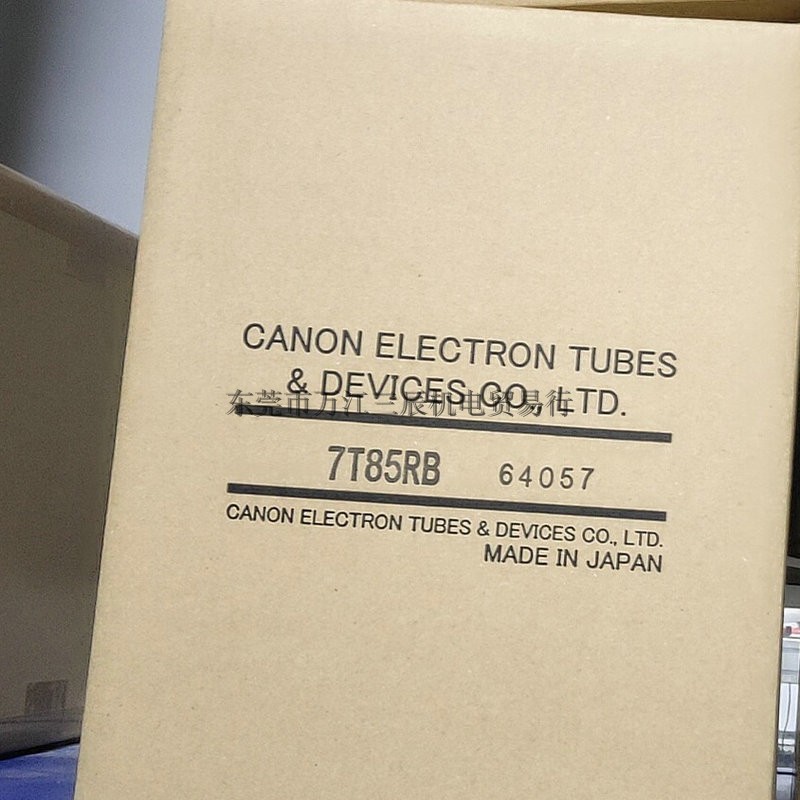 CANON ELECTRON TUBES
& DEVICES CO., LTD.
东莞市万江三辰机电贸易行
7T85RB 64057
CANON ELECTRON TUBES & DEVICES CO., LTD.
MADE IN JAPAN